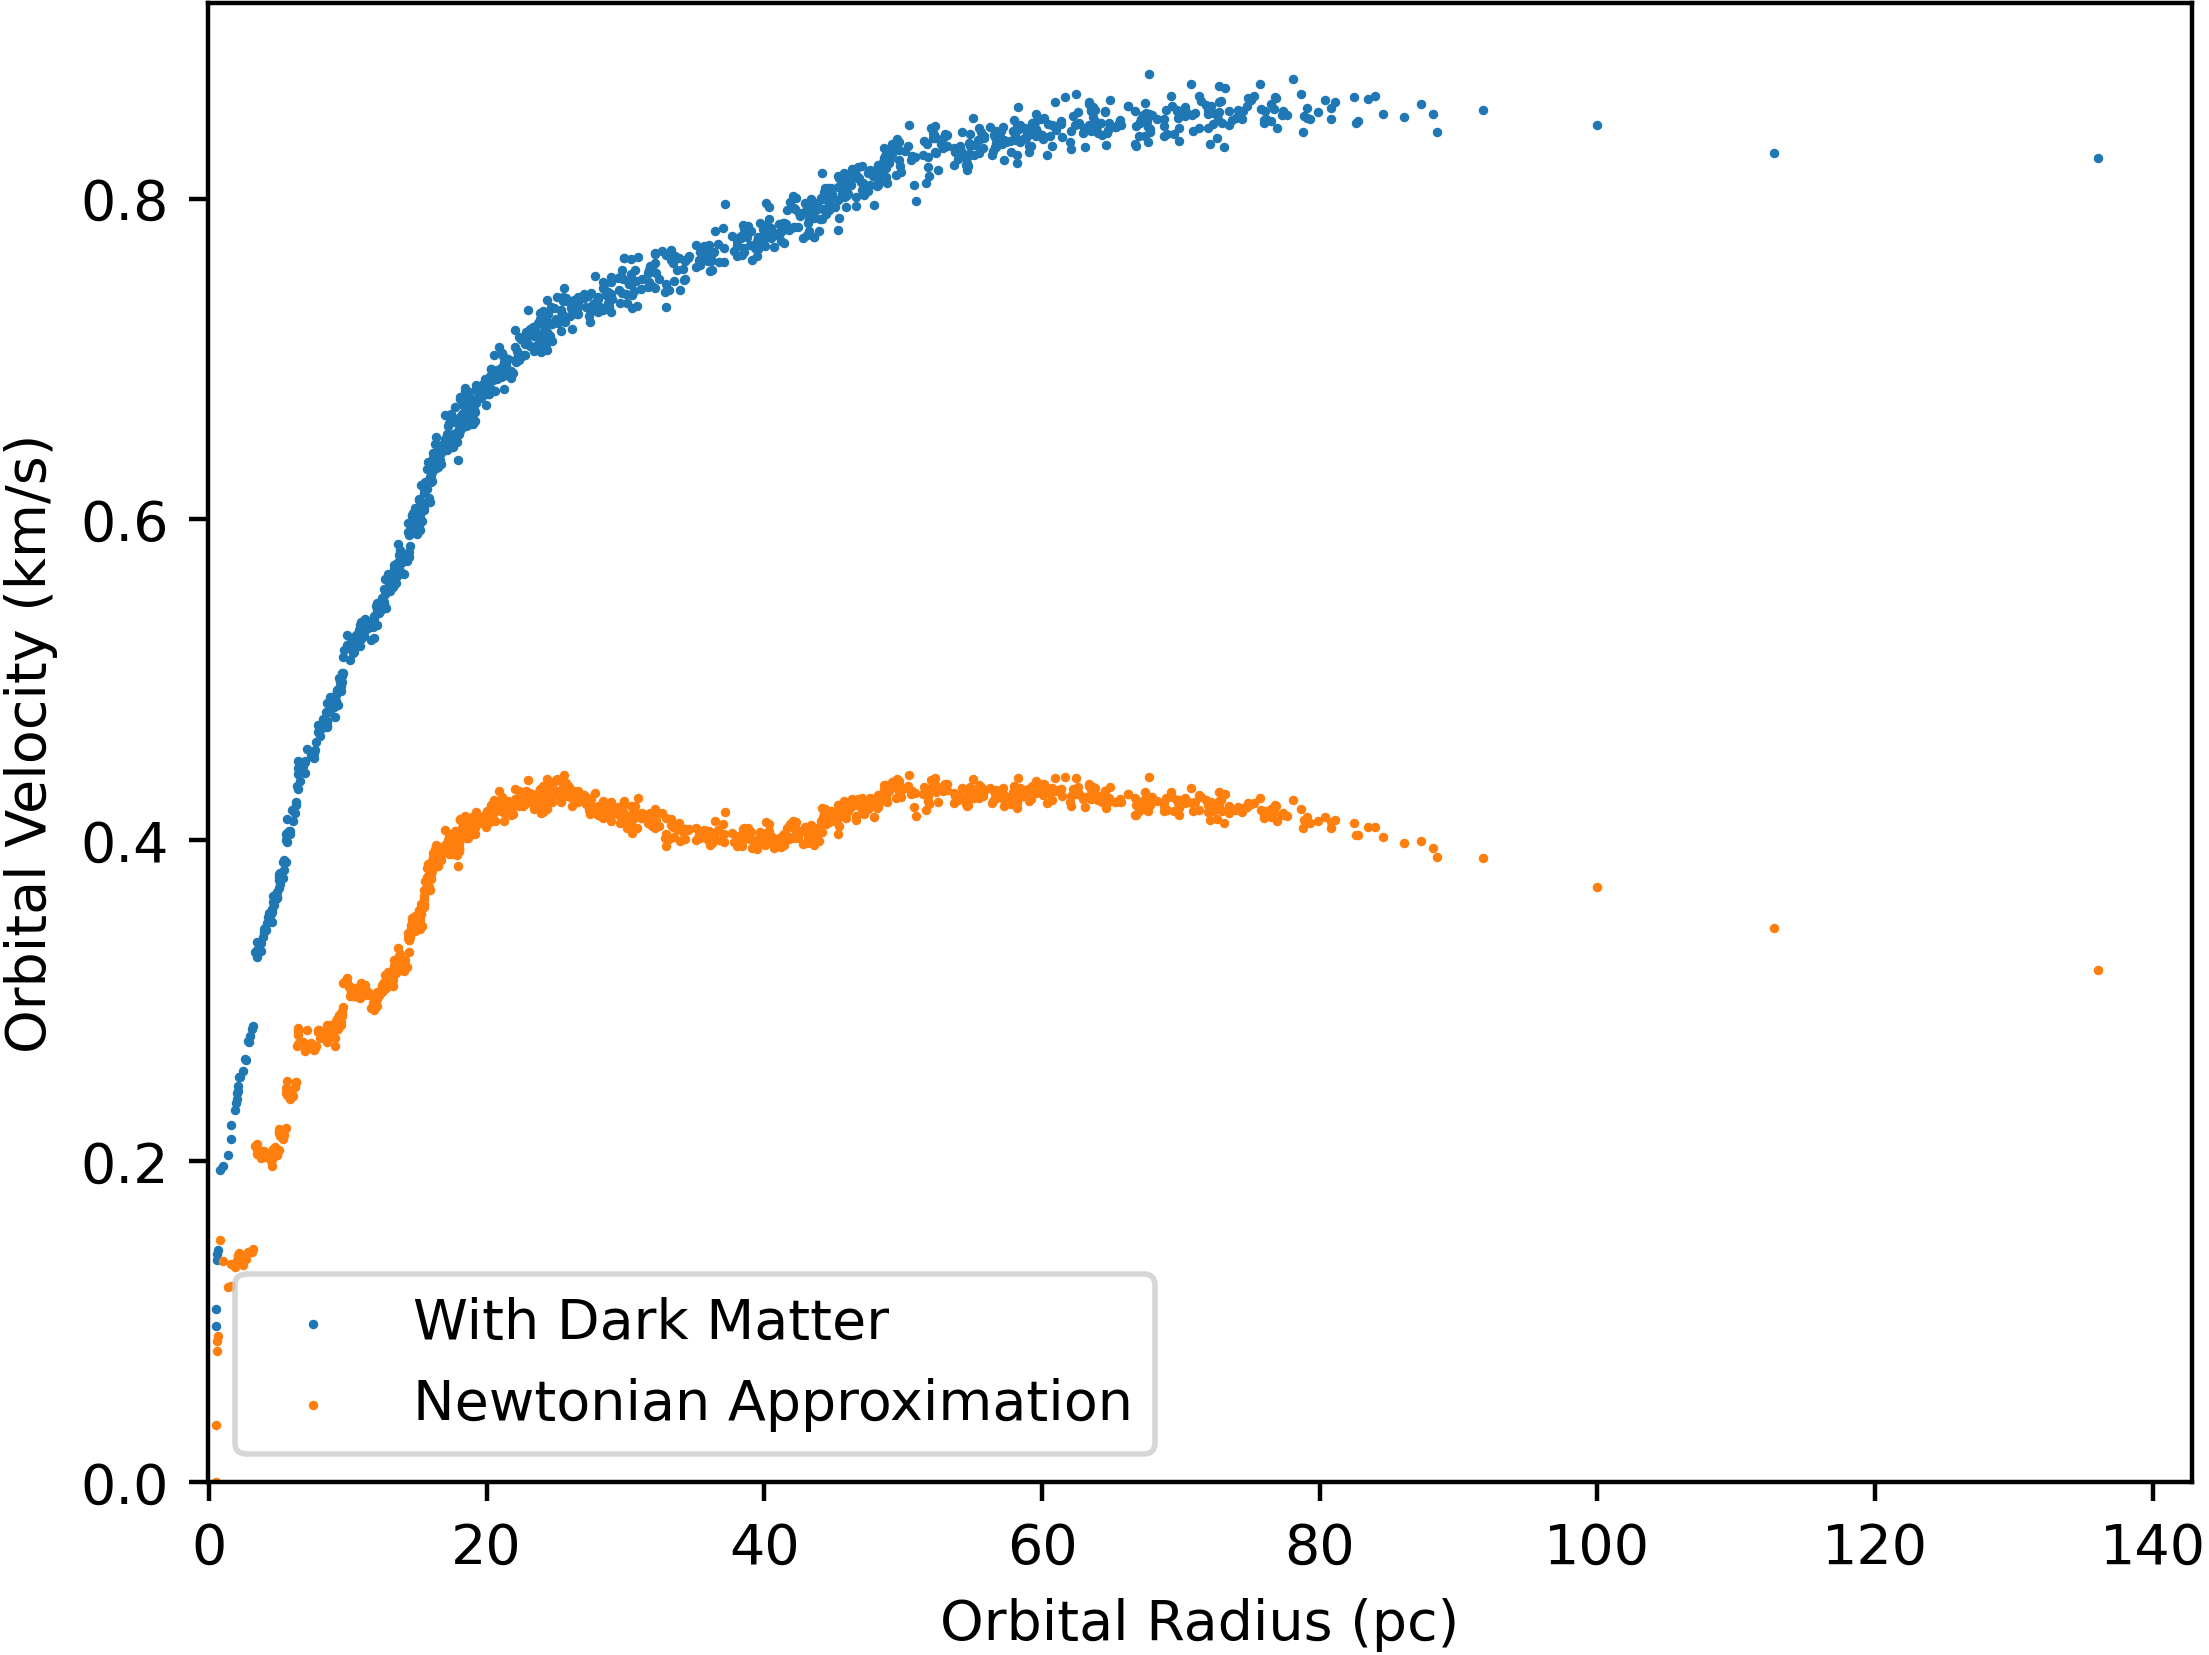 Orbital Velocity (km/s)
0.8
0.6
0.4
0.2
0.0
With Dark Matter
Newtonian Approximation
0 20 40 60 80 100 120 140
Orbital Radius (pc)